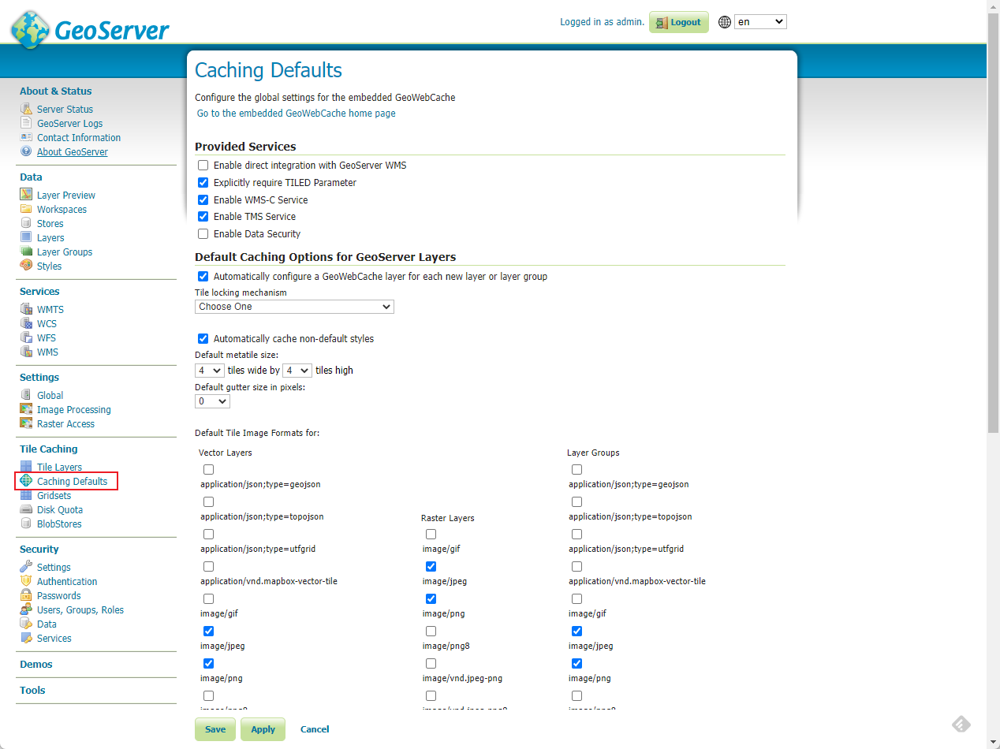 GeoServer
Logged in as admin. Logout en
About & Status
Server Status
GeoServer Logs
Contact Information
About GeoServer
Data
Layer Preview
Workspaces
Stores
Layers
Layer Groups
Styles
Services
WMTS
WCS
WFS
WMS
Settings
Global
Image Processing
Raster Access
Tile Caching
Tile Layers
Caching Defaults
Gridsets
Disk Quota
BlobStores
Security
Settings
Authentication
Passwords
Users, Groups, Roles
Data
Services
Demos
Tools
Caching Defaults
Configure the global settings for the embedded GeoWebCache
Go to the embedded GeoWebCache home page
Provided Services
Enable direct integration with GeoServer WMS
Explicitly require TILED Parameter
Enable WMS-C Service
Enable TMS Service
Enable Data Security
Default Caching Options for GeoServer Layers
Automatically configure a GeoWebCache layer for each new layer or layer group
Tile locking mechanism
Choose One
Automatically cache non-default styles
Default metatile size:
4 tiles wide by 4 tiles high
Default gutter size in pixels:
0
Default Tile Image Formats for:
Vector Layers
application/json;type=geojson
application/json;type=topojson
application/json;type=utfgrid
application/vnd.mapbox-vector-tile
image/gif
image/jpeg
image/png
image/png8
Raster Layers
image/gif
image/jpeg
image/png
image/png8
image/vnd.jpeg-png
image/vnd.jpeg-png8
Layer Groups
application/json;type=geojson
application/json;type=topojson
application/json;type=utfgrid
application/vnd.mapbox-vector-tile
image/gif
image/jpeg
image/png
image/png8
Save Apply Cancel